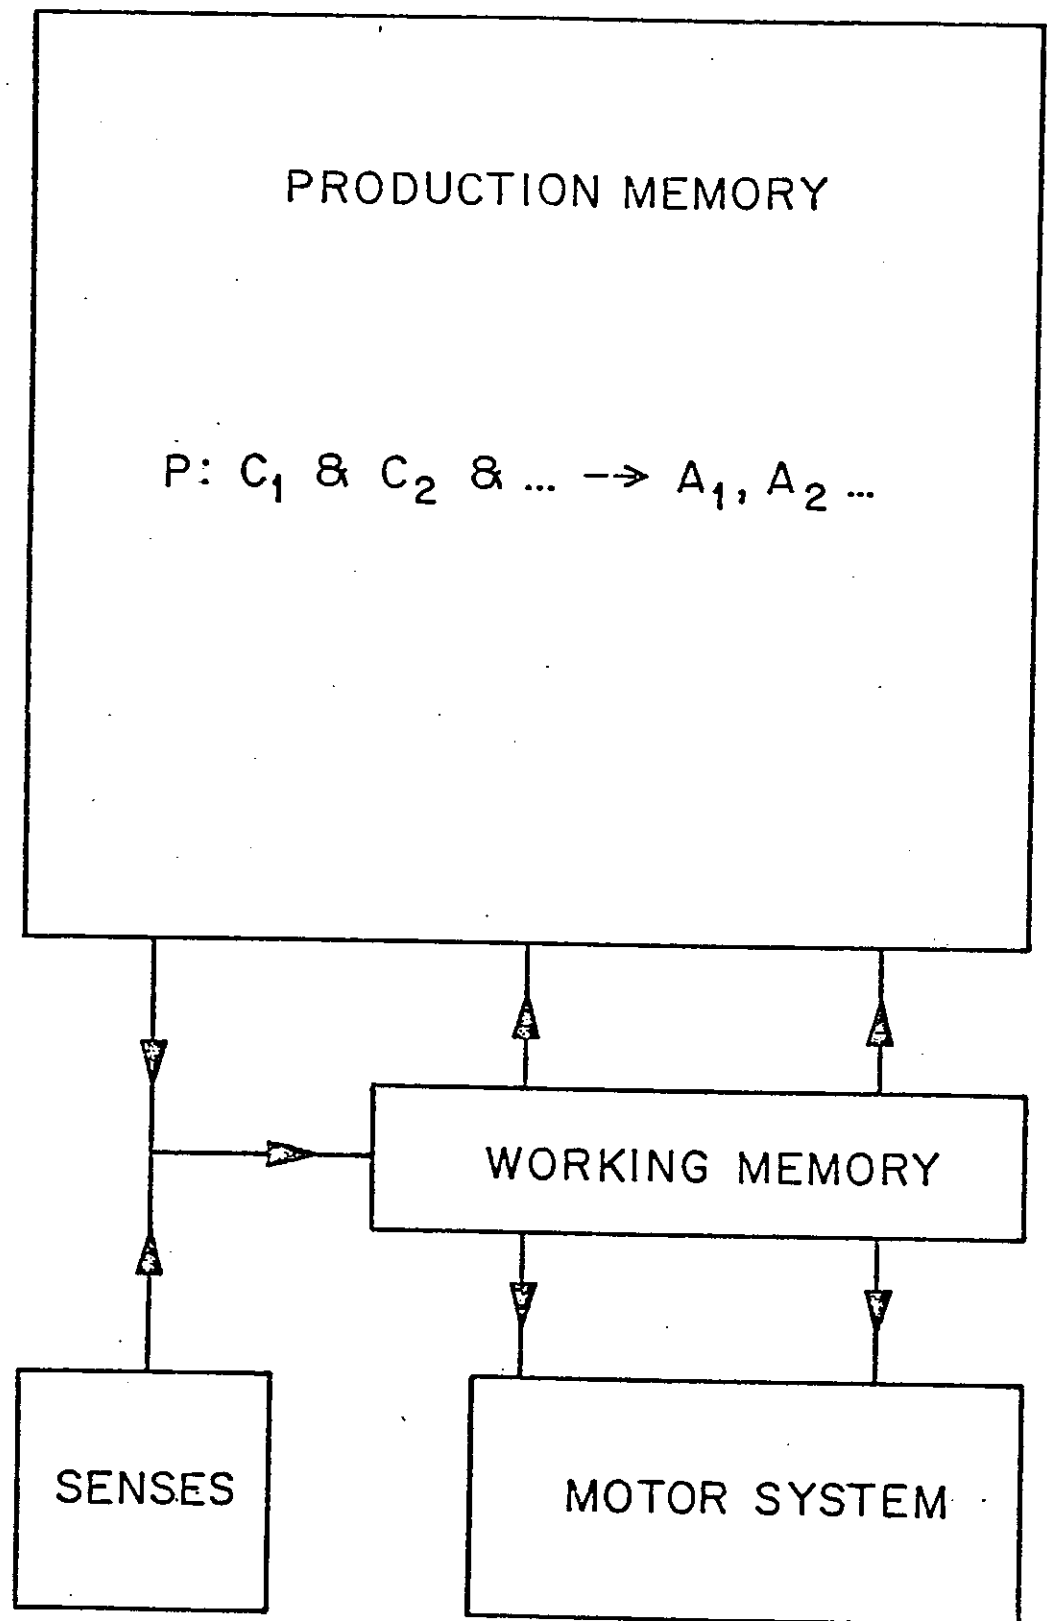 PRODUCTION MEMORY
P: C₁ & C₂ & ... --> A₁, A₂ ...
WORKING MEMORY
SENSES
MOTOR SYSTEM